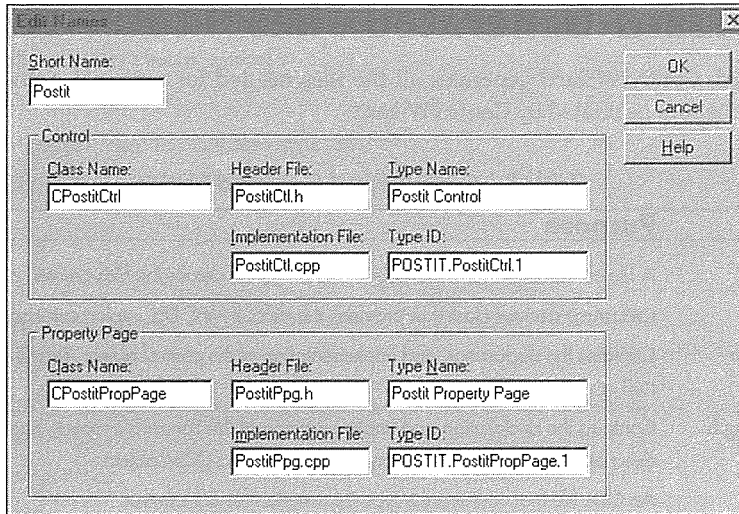 Edit Names
Short Name:
Postit
OK
Cancel
Help
Control
Class Name:
Header File:
Type Name:
CPostitCtrl
PostitCtl.h
Postit Control
Implementation File:
Type ID:
PostitCtl.cpp
POSTIT.PostitCtrl.1
Property Page
Class Name:
Header File:
Type Name:
CPostitPropPage
PostitPpg.h
Postit Property Page
Implementation File:
Type ID:
PostitPpg.cpp
POSTIT.PostitPropPage.1